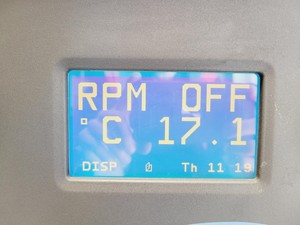 RPM OFF
°C 17.1
DISP Th 11 19